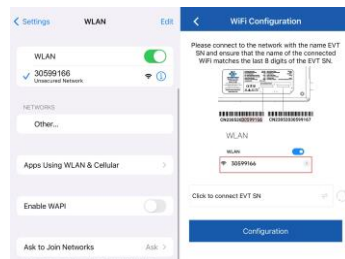 Settings
WLAN
Edit
WLAN
30599166
Unsecured Network
NETWORKS
Other...
Apps Using WLAN & Cellular
Enable WAPI
Ask to Join Networks
Ask
WiFi Configuration
Please connect to the network with the name EVT
SN and ensure that the name of the connected
WiFi matches the last 8 digits of the EVT SN.
WLAN
WLAN
30599166
Click to connect EVT SN
Configuration